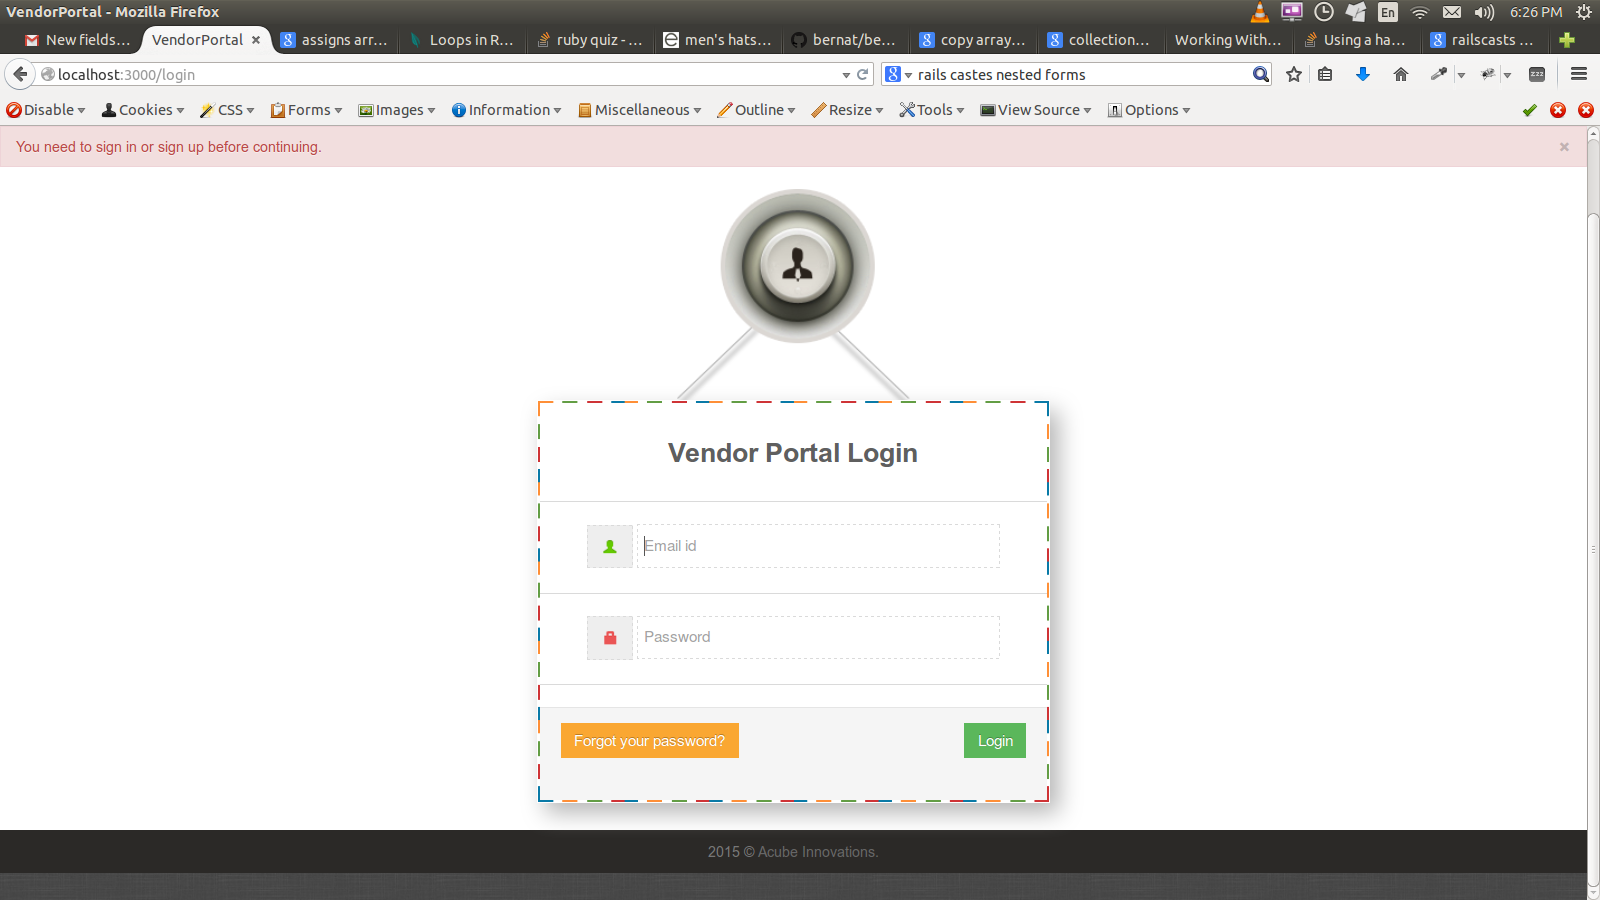 VendorPortal - Mozilla Firefox
En
6:26 PM
New fields...
VendorPortal
assigns arr...
Loops in R...
ruby quiz - ...
men's hats...
bernat/be...
copy array...
collection...
Working With...
Using a ha...
railscasts ...
localhost:3000/login
rails castes nested forms
zzz
Disable
Cookies
CSS
Forms
Images
Information
Miscellaneous
Outline
Resize
Tools
View Source
Options
You need to sign in or sign up before continuing.
Vendor Portal Login
Email id
Password
Forgot your password?
Login
2015 © Acube Innovations.